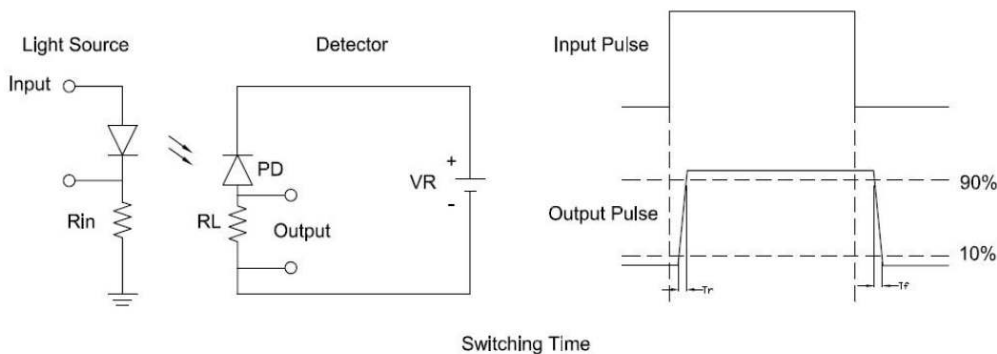 Light Source
Detector
Input Pulse
Input
PD
+
VR
-
90%
Rin
RL
Output
Output Pulse
10%
Tr
Tf
Switching Time